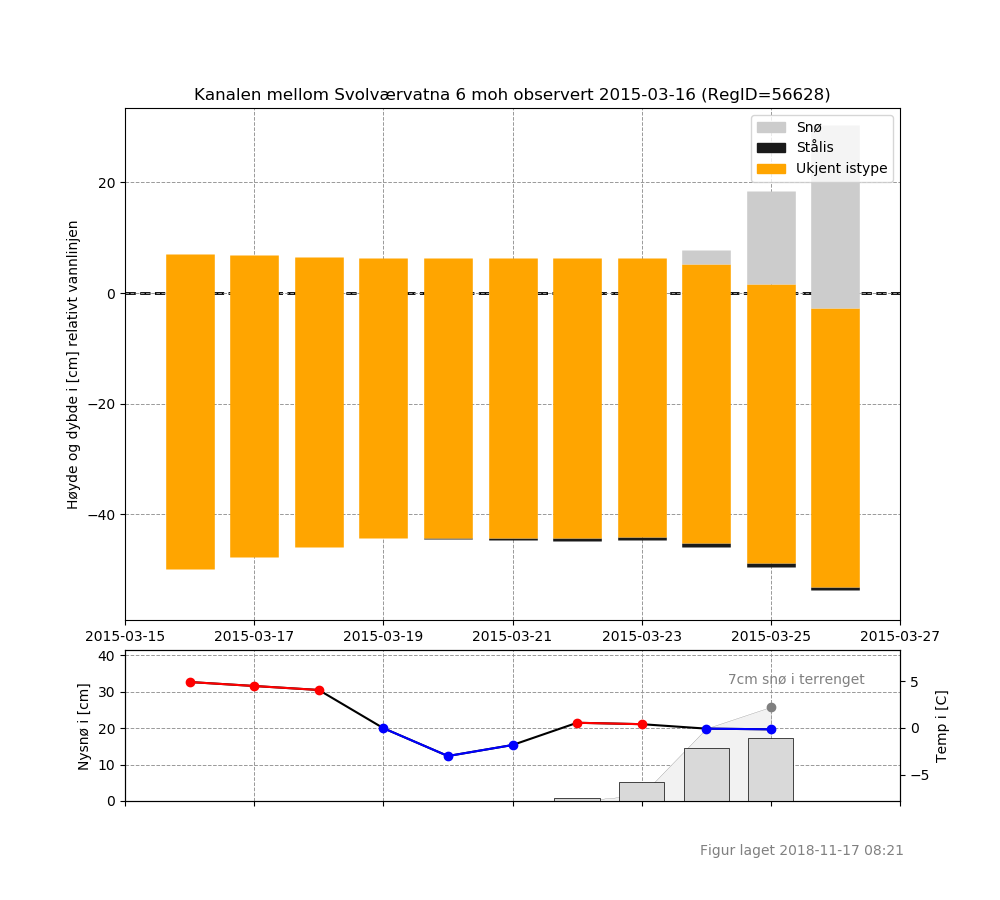 Kanalen mellom Svolværvatna 6 moh observert 2015-03-16 (RegID=56628)
Snø
Stålis
Ukjent istype
Høyde og dybde i [cm] relativt vannlinjen
20
0
−20
−40
2015-03-15 2015-03-17 2015-03-19 2015-03-21 2015-03-23 2015-03-25 2015-03-27
Nysnø i [cm]
40
30
20
10
0
7cm snø i terrenget
5
0
−5
Temp i [C]
Figur laget 2018-11-17 08:21